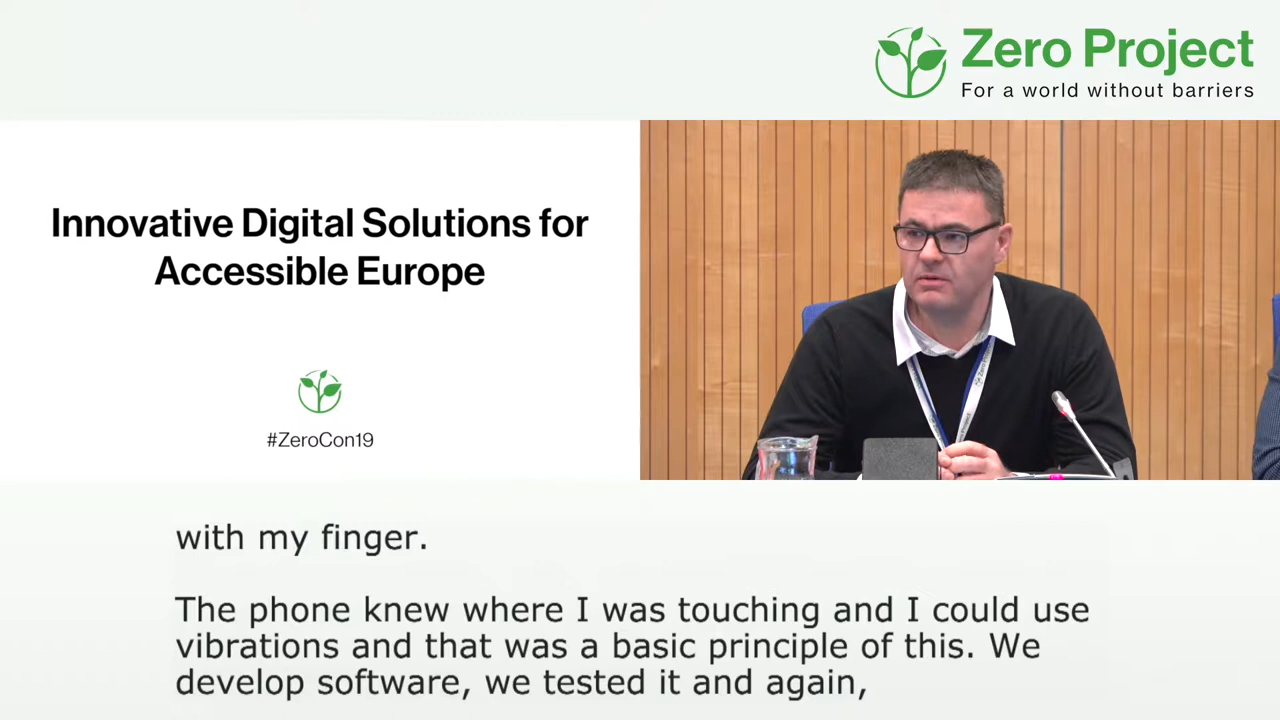 Zero Project
For a world without barriers
Innovative Digital Solutions for
Accessible Europe
#ZeroCon19
with my finger.
The phone knew where I was touching and I could use
vibrations and that was a basic principle of this. We
develop software, we tested it and again,